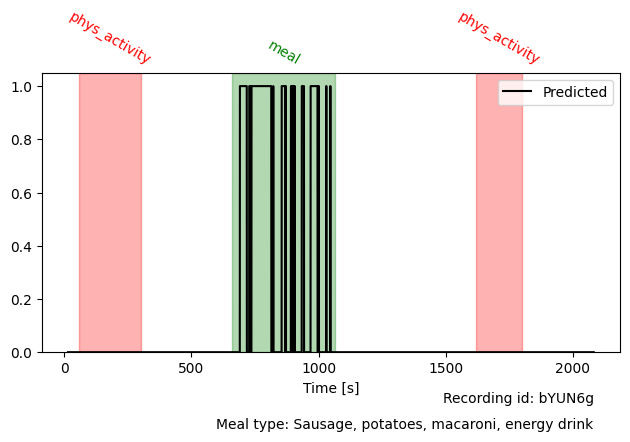 phys_activity
meal
phys_activity
1.0
Predicted
0.8
0.6
0.4
0.2
0.0
0
500
1000
1500
2000
Time [s]
Recording id: bYUN6g
Meal type: Sausage, potatoes, macaroni, energy drink